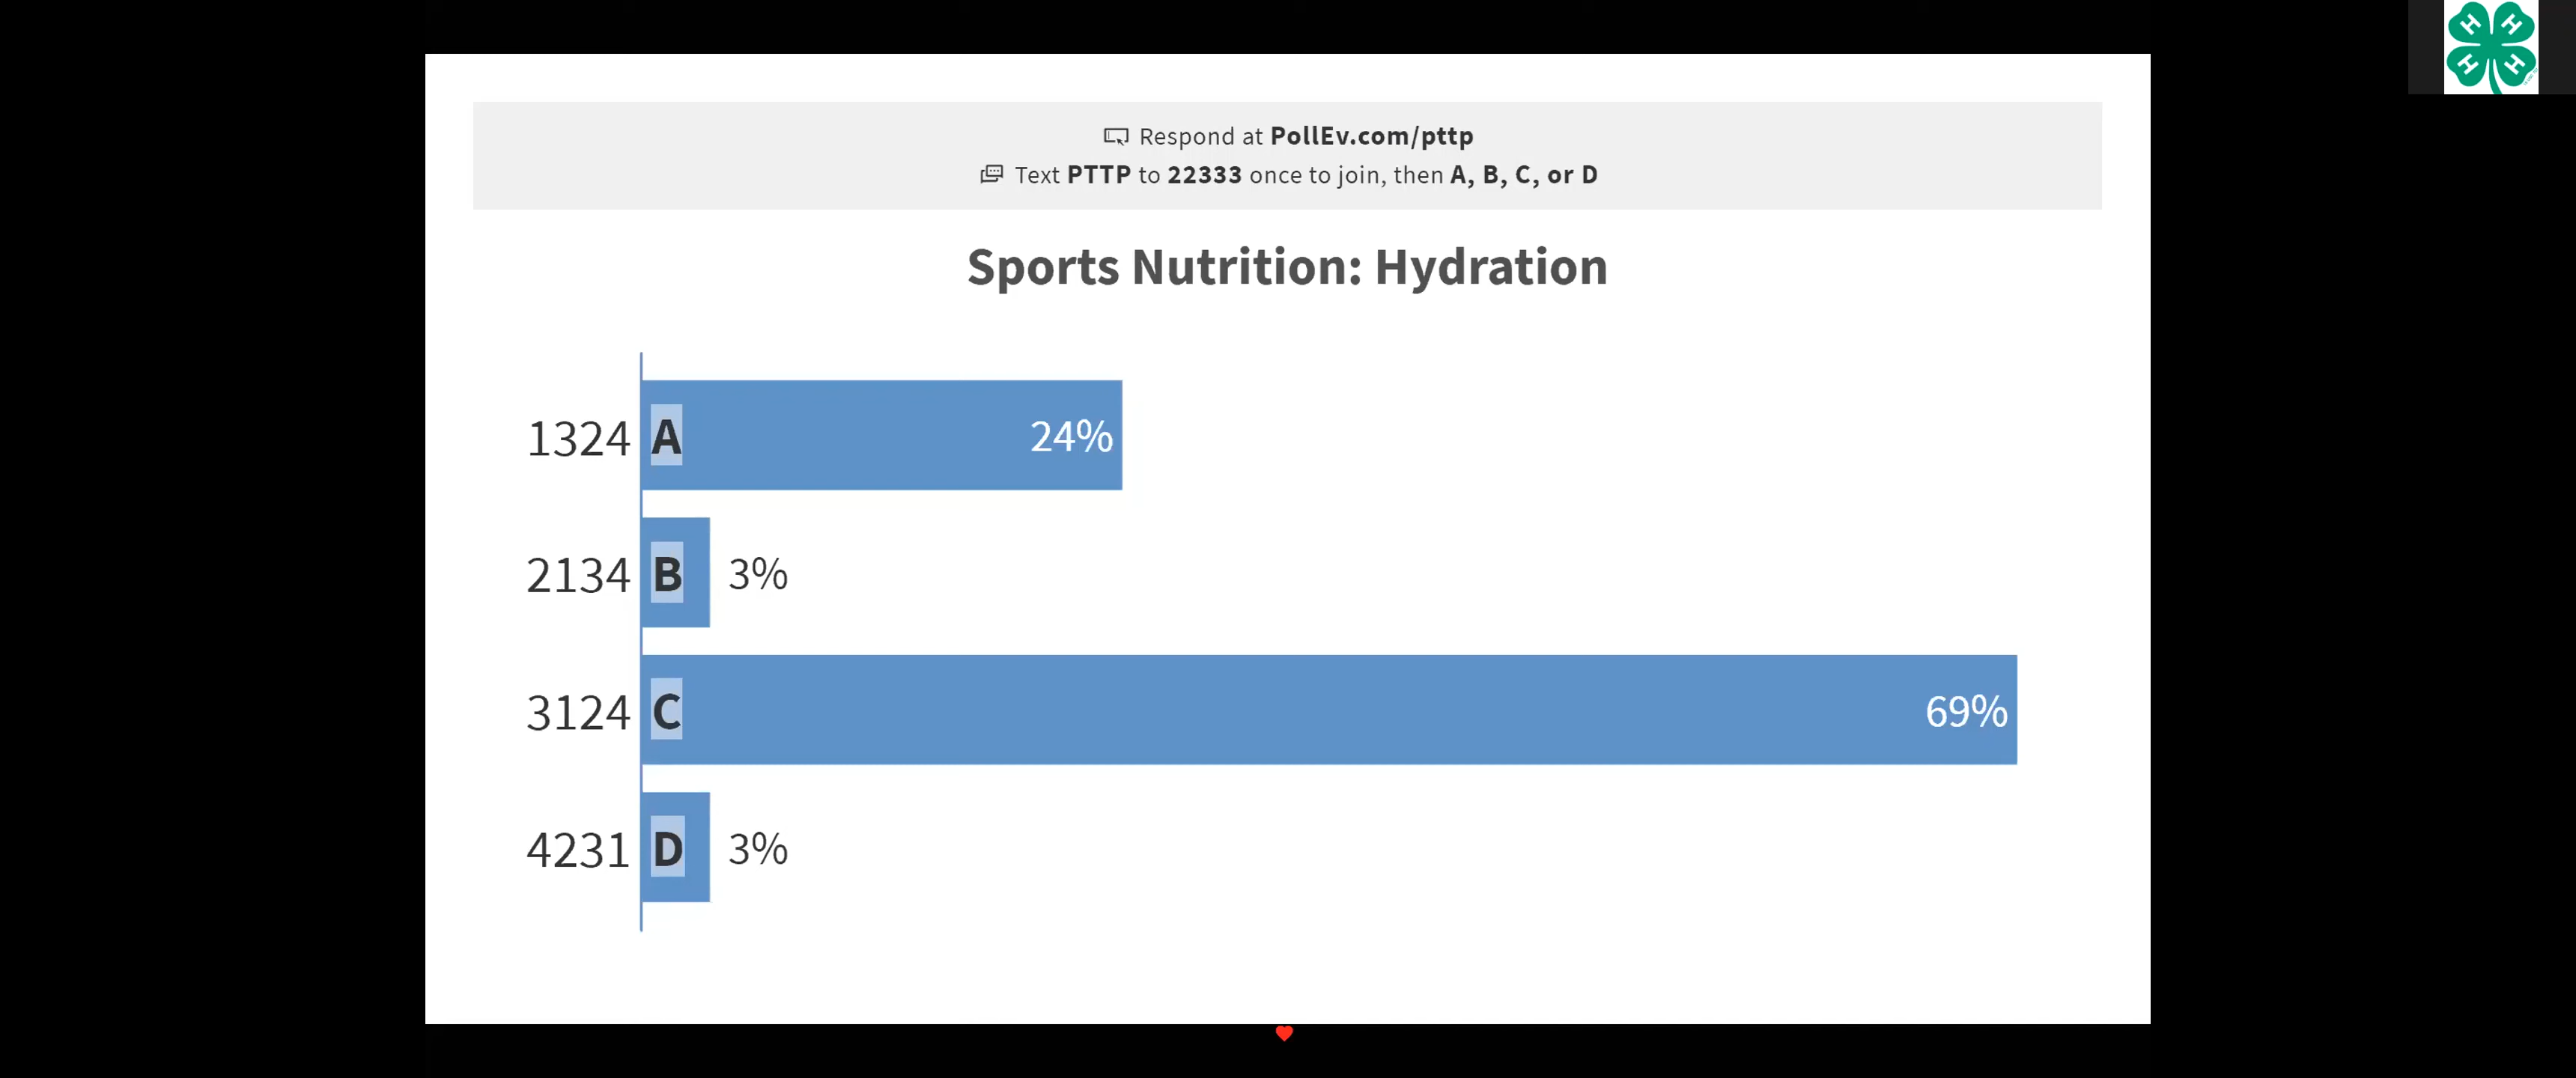 Respond at PollEv.com/pttp
Text PTTP to 22333 once to join, then A, B, C, or D
Sports Nutrition: Hydration
1324 A 24%
2134 B 3%
3124 C 69%
4231 D 3%
H H
H H